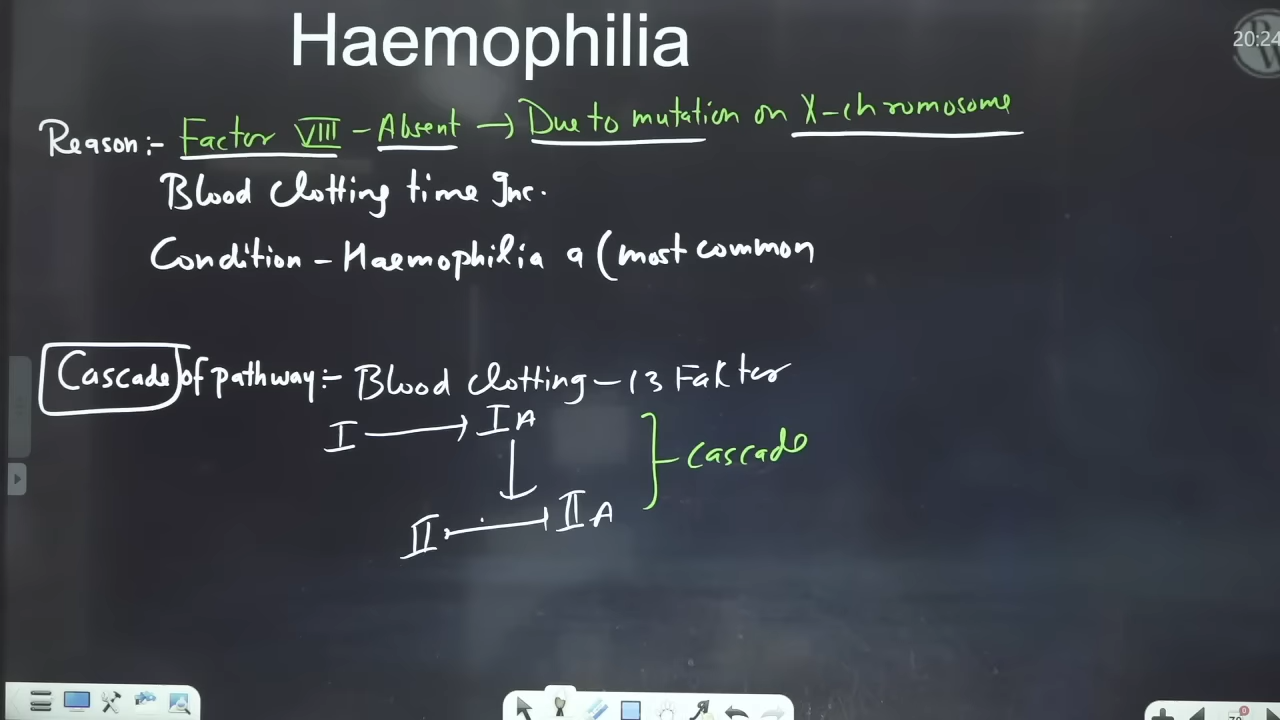 Haemophilia
20:24
Reason:- Factor VIII - Absent → Due to mutation on X-chromosome
Blood Clotting time Inc.
Condition - Haemophilia a (most common
Cascade of pathway:- Blood clotting - 13 Fakter
I → IA
} cascade
II → IIA